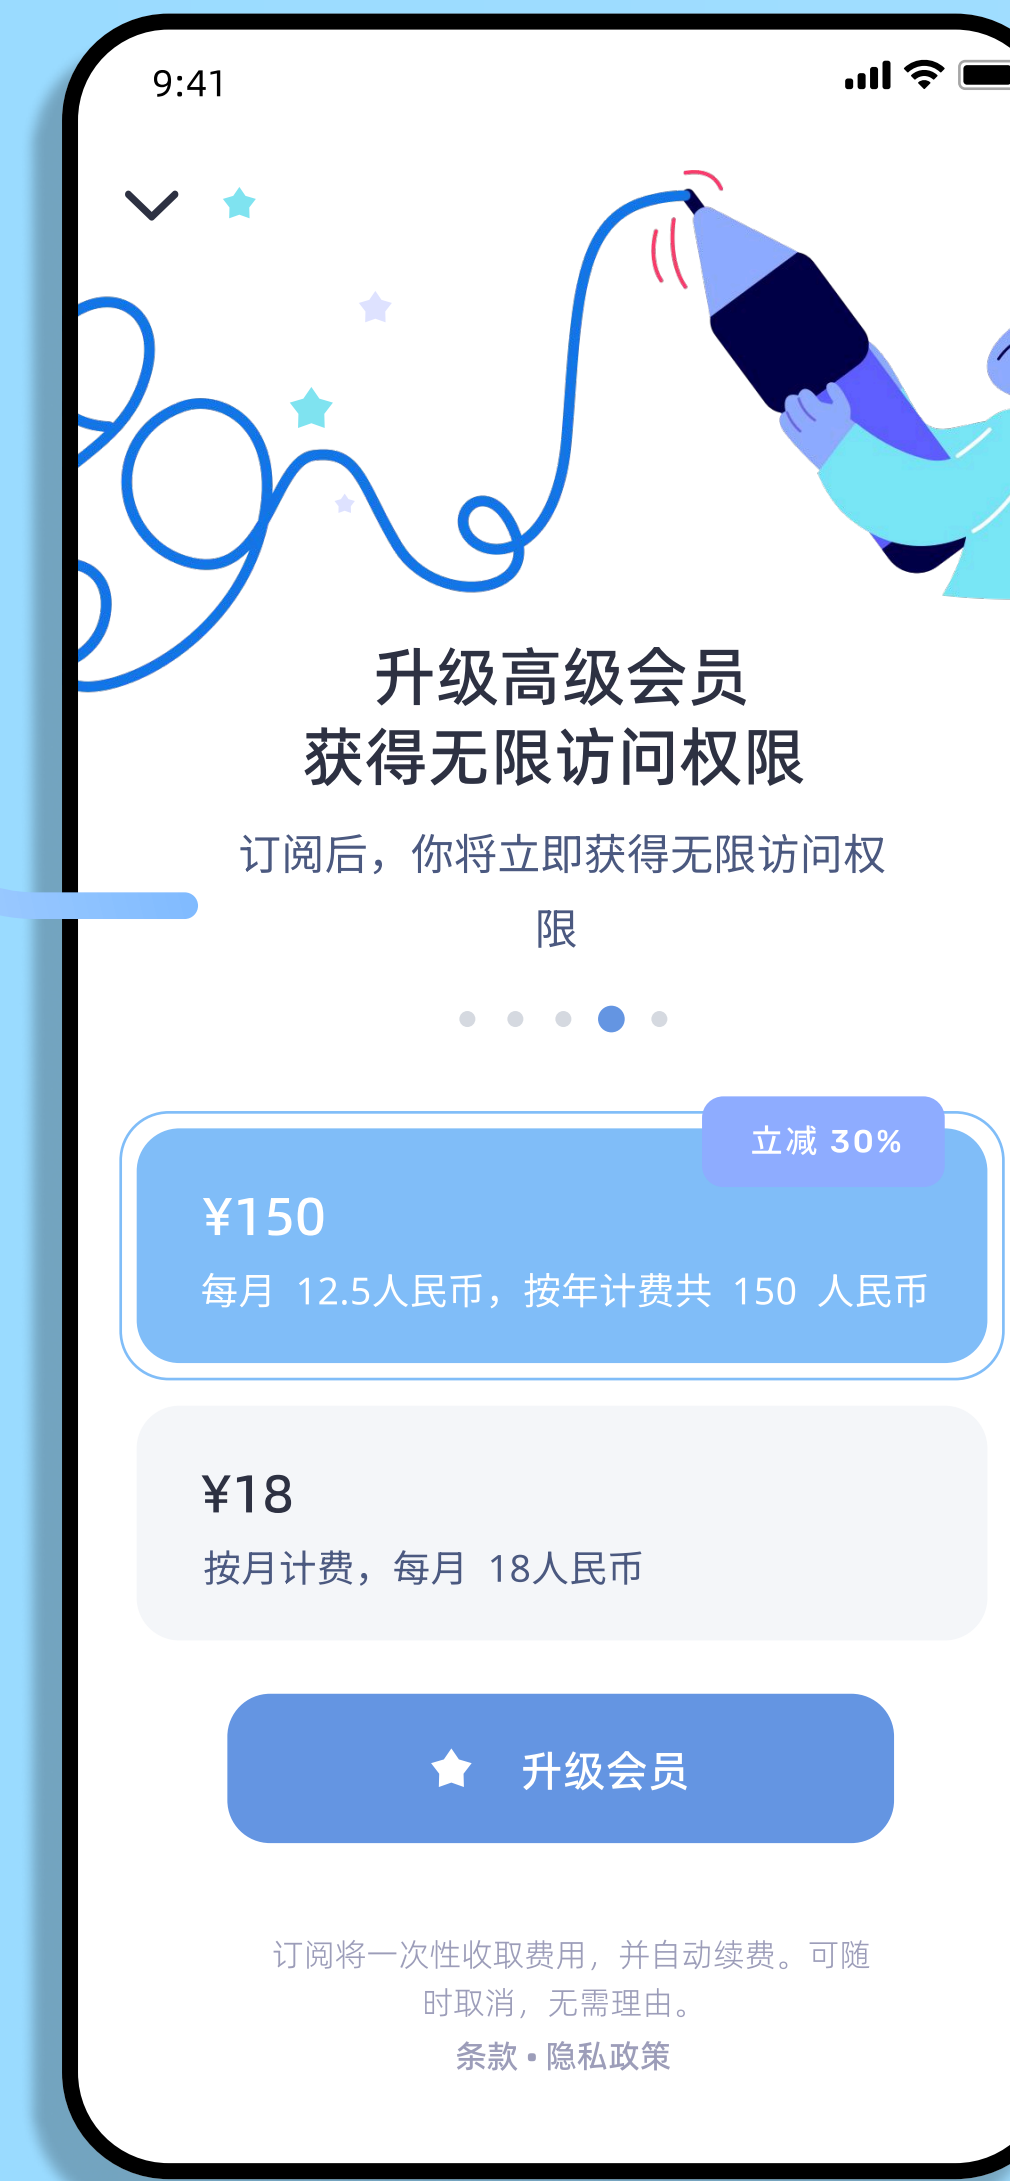 9:41
升级高级会员
获得无限访问权限
订阅后，你将立即获得无限访问权
限
立减 30%
¥150
每月 12.5人民币，按年计费共 150 人民币
¥18
按月计费，每月 18人民币
升级会员
订阅将一次性收取费用，并自动续费。可随
时取消，无需理由。
条款 • 隐私政策